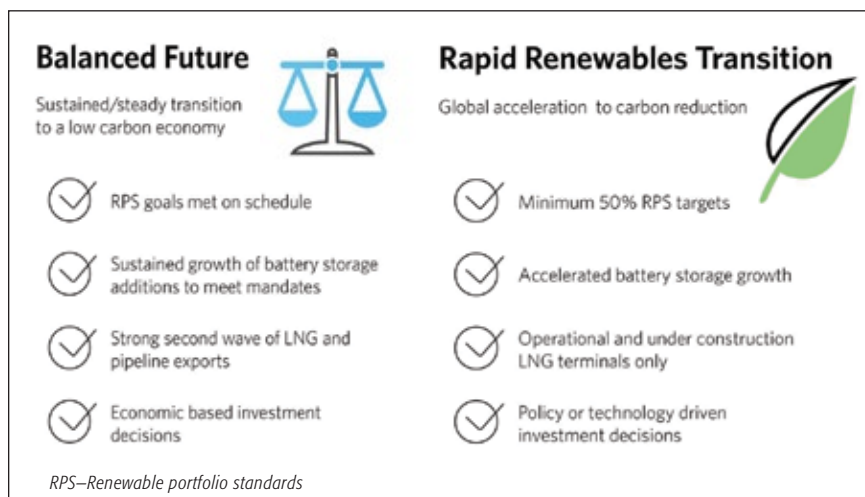 Balanced Future
Sustained/steady transition
to a low carbon economy
RPS goals met on schedule
Sustained growth of battery storage
additions to meet mandates
Strong second wave of LNG and
pipeline exports
Economic based investment
decisions
Rapid Renewables Transition
Global acceleration to carbon reduction
Minimum 50% RPS targets
Accelerated battery storage growth
Operational and under construction
LNG terminals only
Policy or technology driven
investment decisions
RPS–Renewable portfolio standards